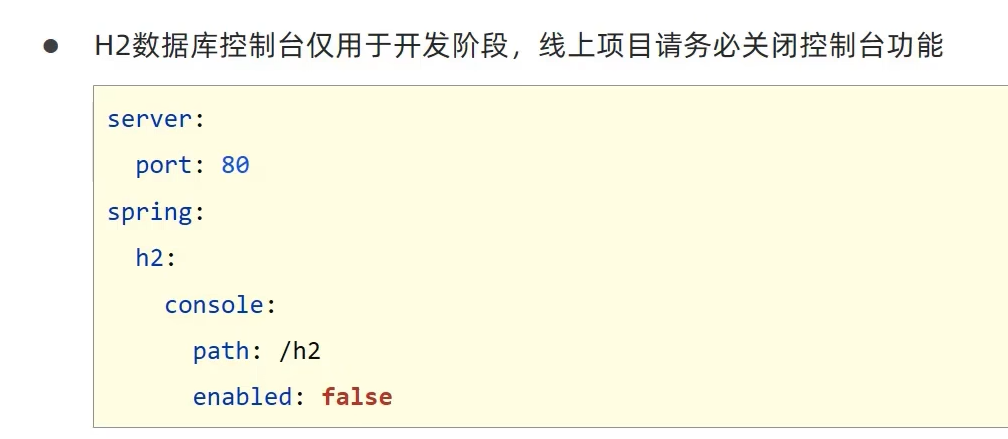 ● H2数据库控制台仅用于开发阶段，线上项目请务必关闭控制台功能
server:
  port: 80
spring:
  h2:
    console:
      path: /h2
      enabled: false